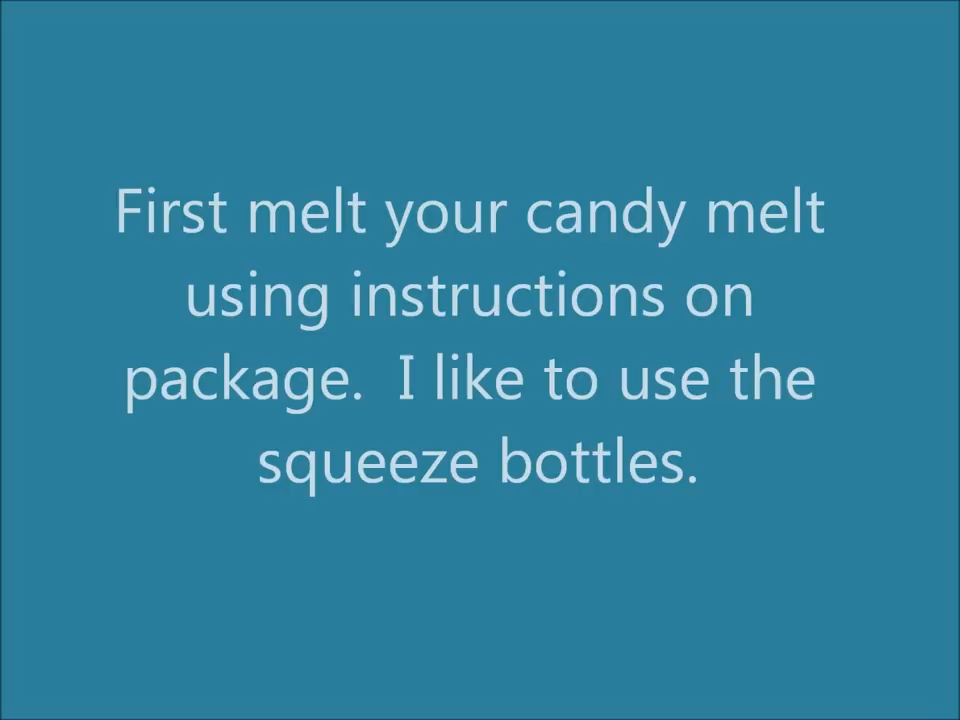 First melt your candy melt
using instructions on
package.  I like to use the
squeeze bottles.